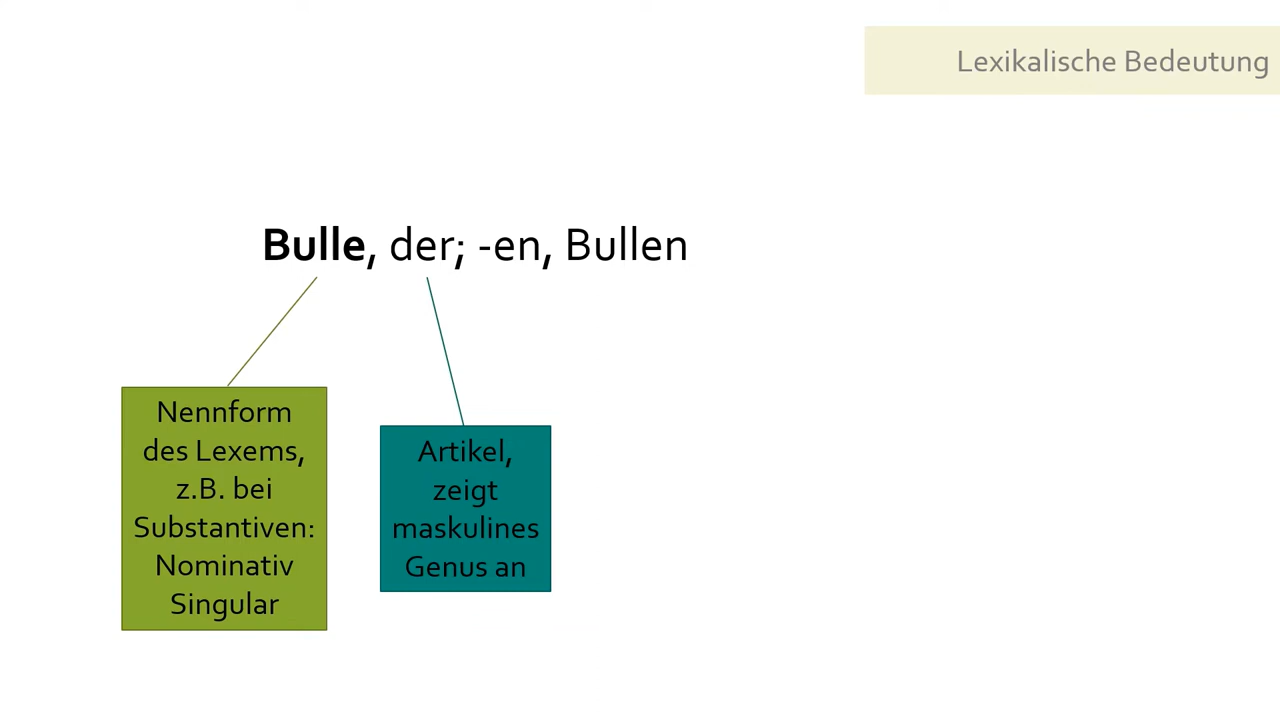 Lexikalische Bedeutung
Bulle, der; -en, Bullen
Nennform
des Lexems,
z.B. bei
Substantiven:
Nominativ
Singular
Artikel,
zeigt
maskulines
Genus an